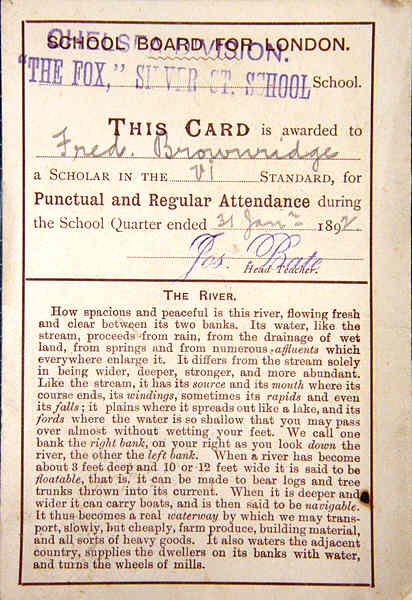 SCHOOL BOARD FOR LONDON.
CHELSEA DIVISION.
"THE FOX," SILVER ST. SCHOOL School.
THIS CARD is awarded to
Fred. Brownridge
a SCHOLAR IN THE VI STANDARD, for
Punctual and Regular Attendance during
the School Quarter ended 31 Jany 1892.
Jos. Bate
Head Teacher.
THE RIVER.
How spacious and peaceful is this river, flowing fresh
and clear between its two banks. Its water, like the
stream, proceeds from rain, from the drainage of wet
land, from springs and from numerous affluents which
everywhere enlarge it. It differs from the stream solely
in being wider, deeper, stronger, and more abundant.
Like the stream, it has its source and its mouth where its
course ends, its windings, sometimes its rapids and even
its falls; it plains where it spreads out like a lake, and its
fords where the water is so shallow that you may pass
over almost without wetting your feet. We call one
bank the right bank, on your right as you look down the
river, the other the left bank. When a river has become
about 3 feet deep and 10 or 12 feet wide it is said to be
floatable, that is, it can be made to bear logs and tree
trunks thrown into its current. When it is deeper and
wider it can carry boats, and is then said to be navigable.
It thus becomes a real waterway by which we may trans-
port, slowly, but cheaply, farm produce, building material,
and all sorts of heavy goods. It also waters the adjacent
country, supplies the dwellers on its banks with water,
and turns the wheels of mills.